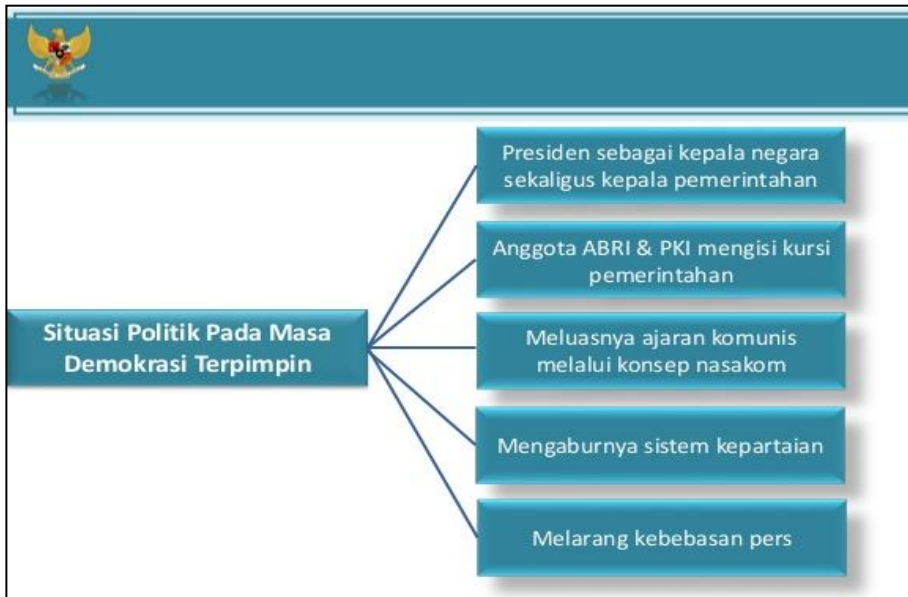 Situasi Politik Pada Masa
Demokrasi Terpimpin
Presiden sebagai kepala negara
sekaligus kepala pemerintahan
Anggota ABRI & PKI mengisi kursi
pemerintahan
Meluasnya ajaran komunis
melalui konsep nasakom
Mengaburnya sistem kepartaian
Melarang kebebasan pers